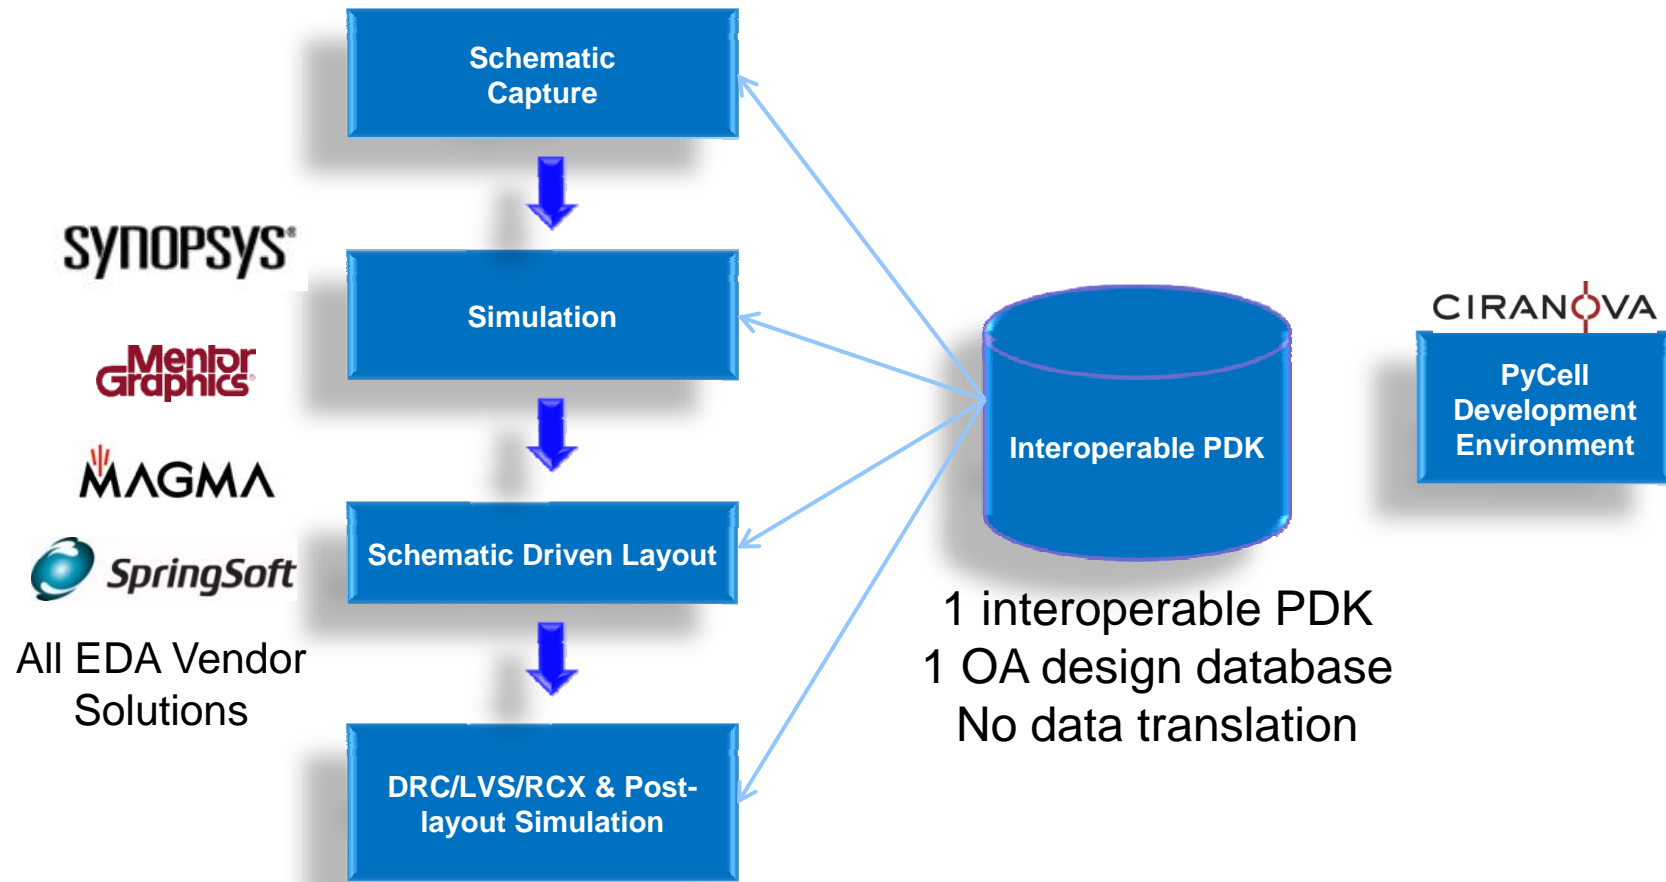 Schematic
Capture
SYNOPSYS®
Simulation
Mentor
Graphics®
MAGMA
SpringSoft
Schematic Driven Layout
All EDA Vendor
Solutions
DRC/LVS/RCX & Post-
layout Simulation
Interoperable PDK
1 interoperable PDK
1 OA design database
No data translation
CIRANOVA
PyCell
Development
Environment